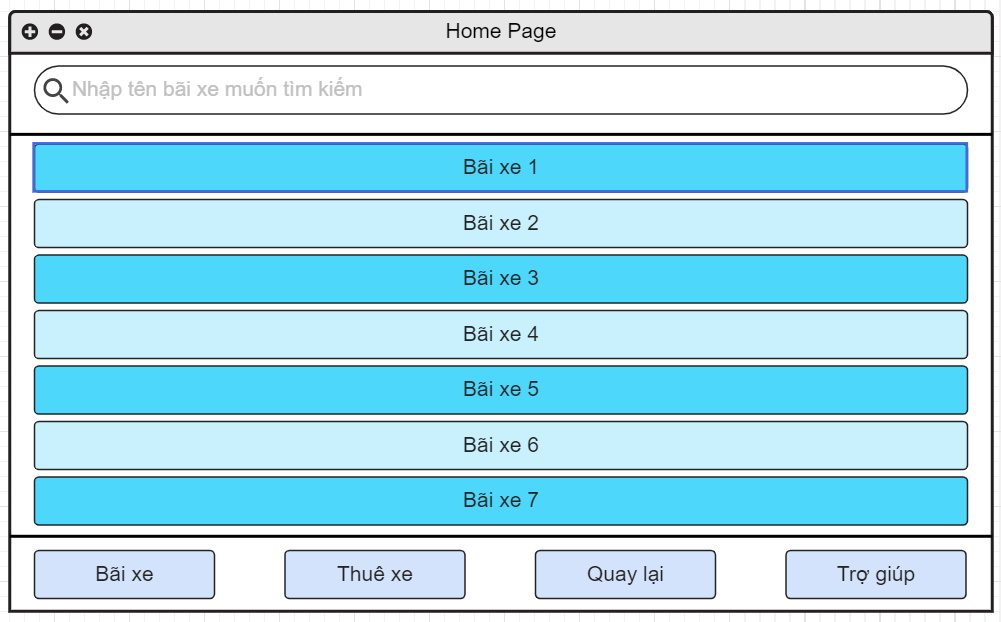 Home Page
Nhập tên bãi xe muốn tìm kiếm
Bãi xe 1
Bãi xe 2
Bãi xe 3
Bãi xe 4
Bãi xe 5
Bãi xe 6
Bãi xe 7
Bãi xe
Thuê xe
Quay lại
Trợ giúp